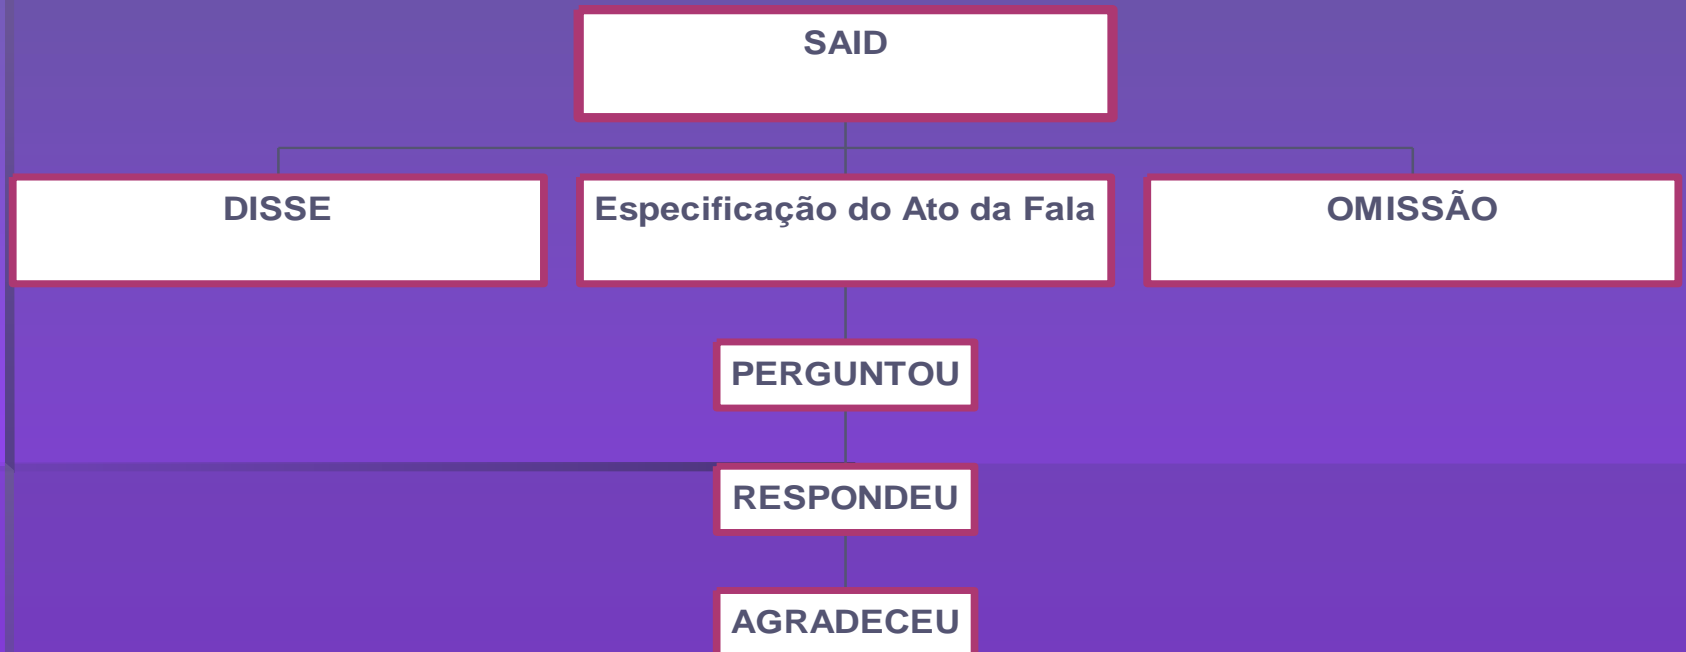 SAID
DISSE
Especificação do Ato da Fala
OMISSÃO
PERGUNTOU
RESPONDEU
AGRADECEU